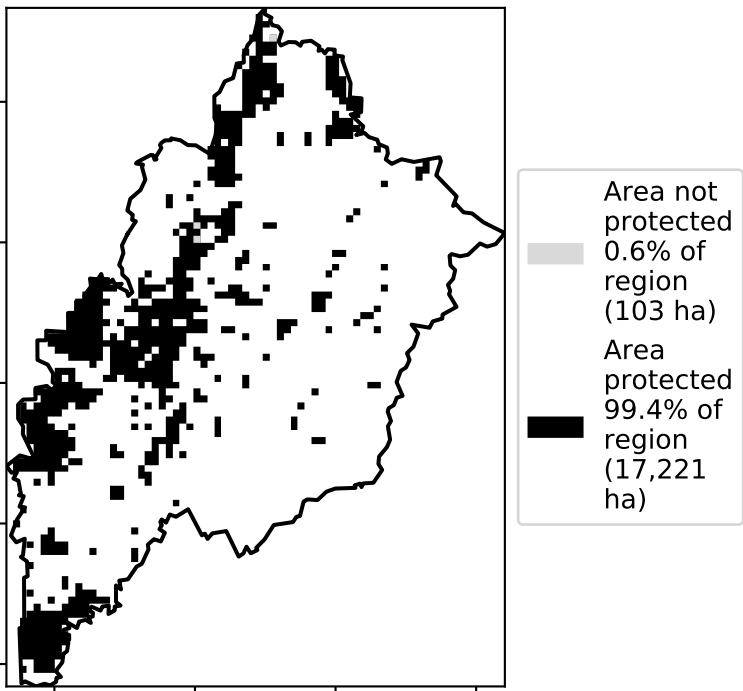 Area not
protected
0.6% of
region
(103 ha)
Area
protected
99.4% of
region
(17,221
ha)